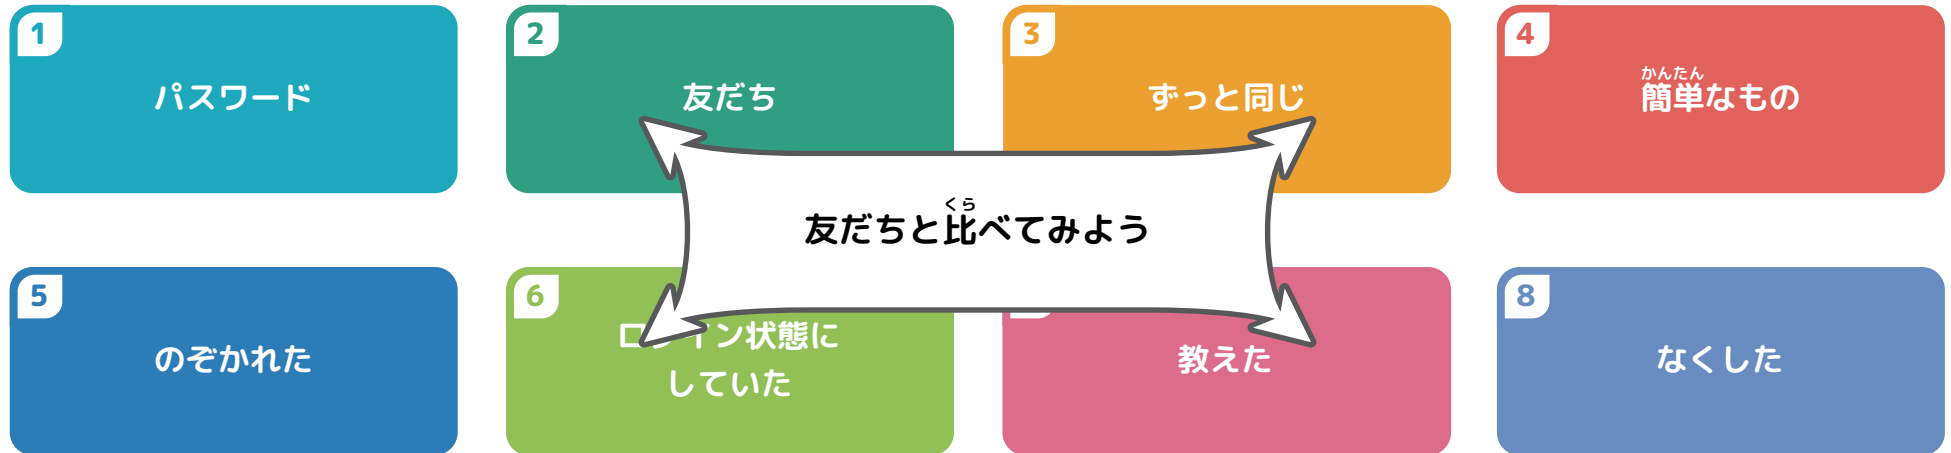 1
パスワード
2
友だち
3
ずっと同じ
4
かんたん
簡単なもの
くら
友だちと比べてみよう
5
のぞかれた
6
ン状態に
していた
教えた
8
なくした